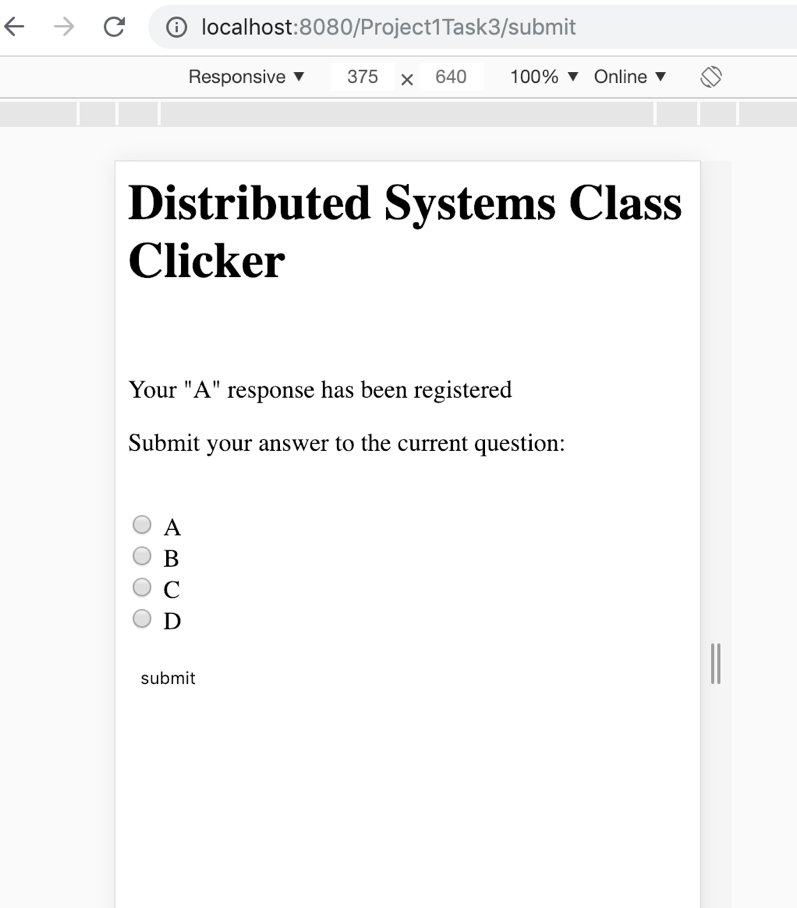 localhost:8080/Project1Task3/submit
Responsive ▼ 375 × 640 100% ▼ Online ▼
Distributed Systems Class
Clicker
Your "A" response has been registered
Submit your answer to the current question:
A
B
C
D
submit